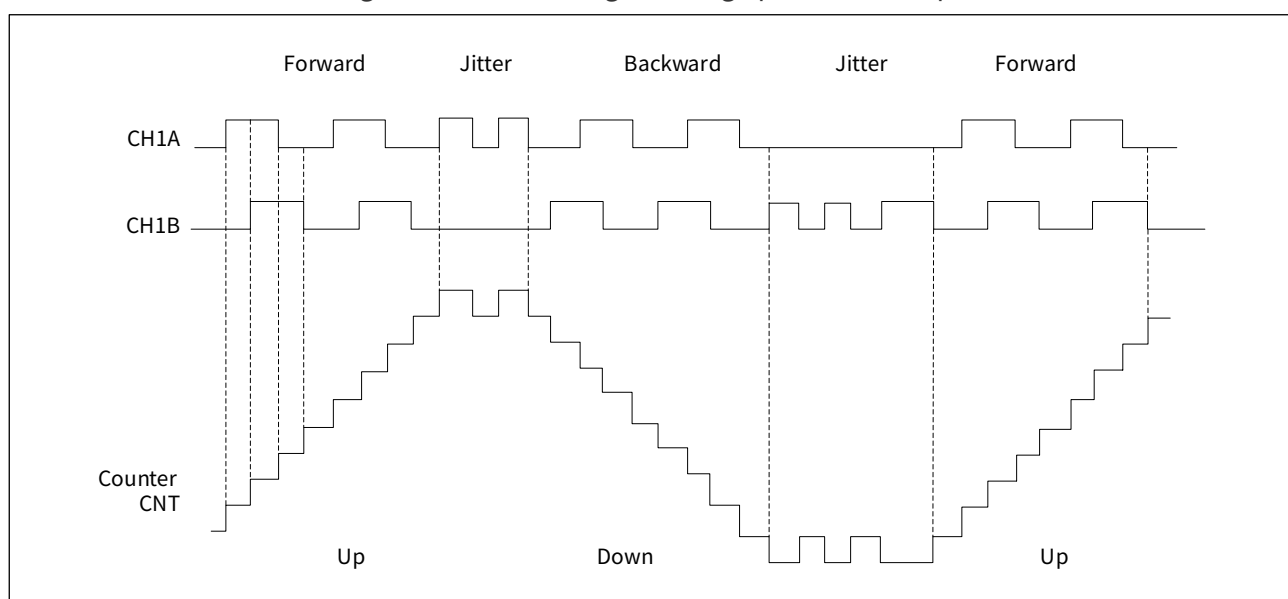 Forward Jitter Backward Jitter Forward
CH1A
CH1B
Counter
CNT
Up Down Up